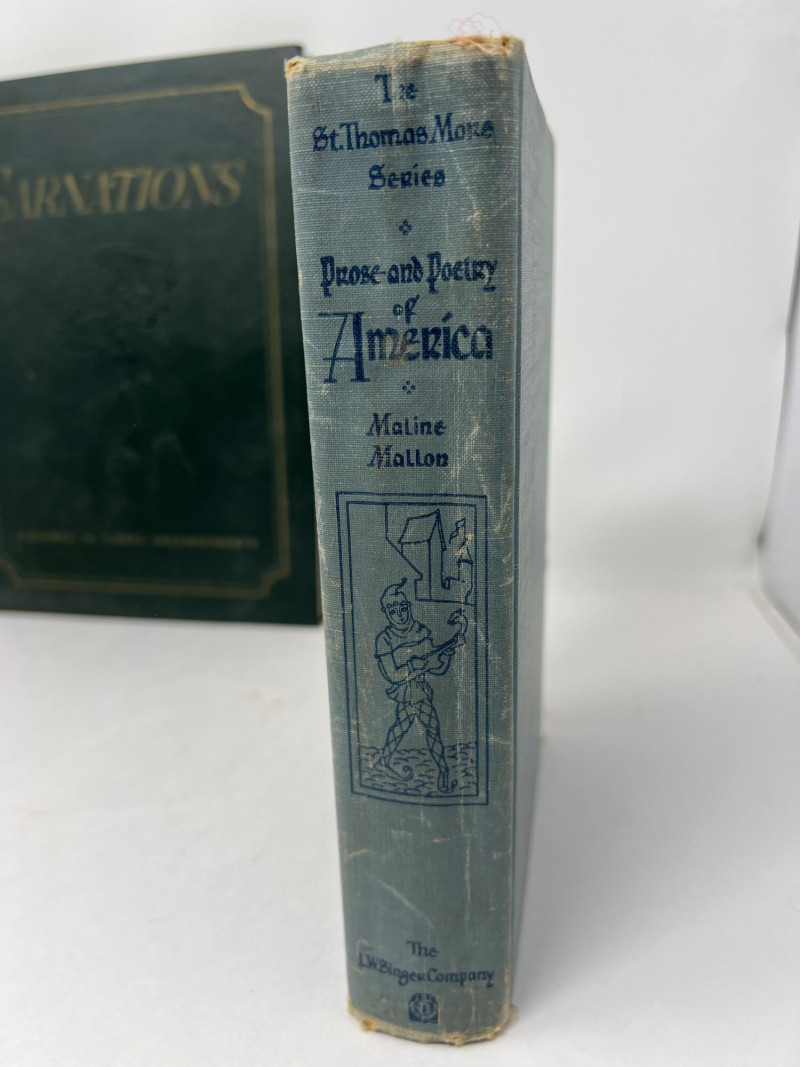 CARNATIONS
The
St. Thomas More
Series
Prose and Poetry
of
America
Maline
Mallon
The
L.W. Singer Company